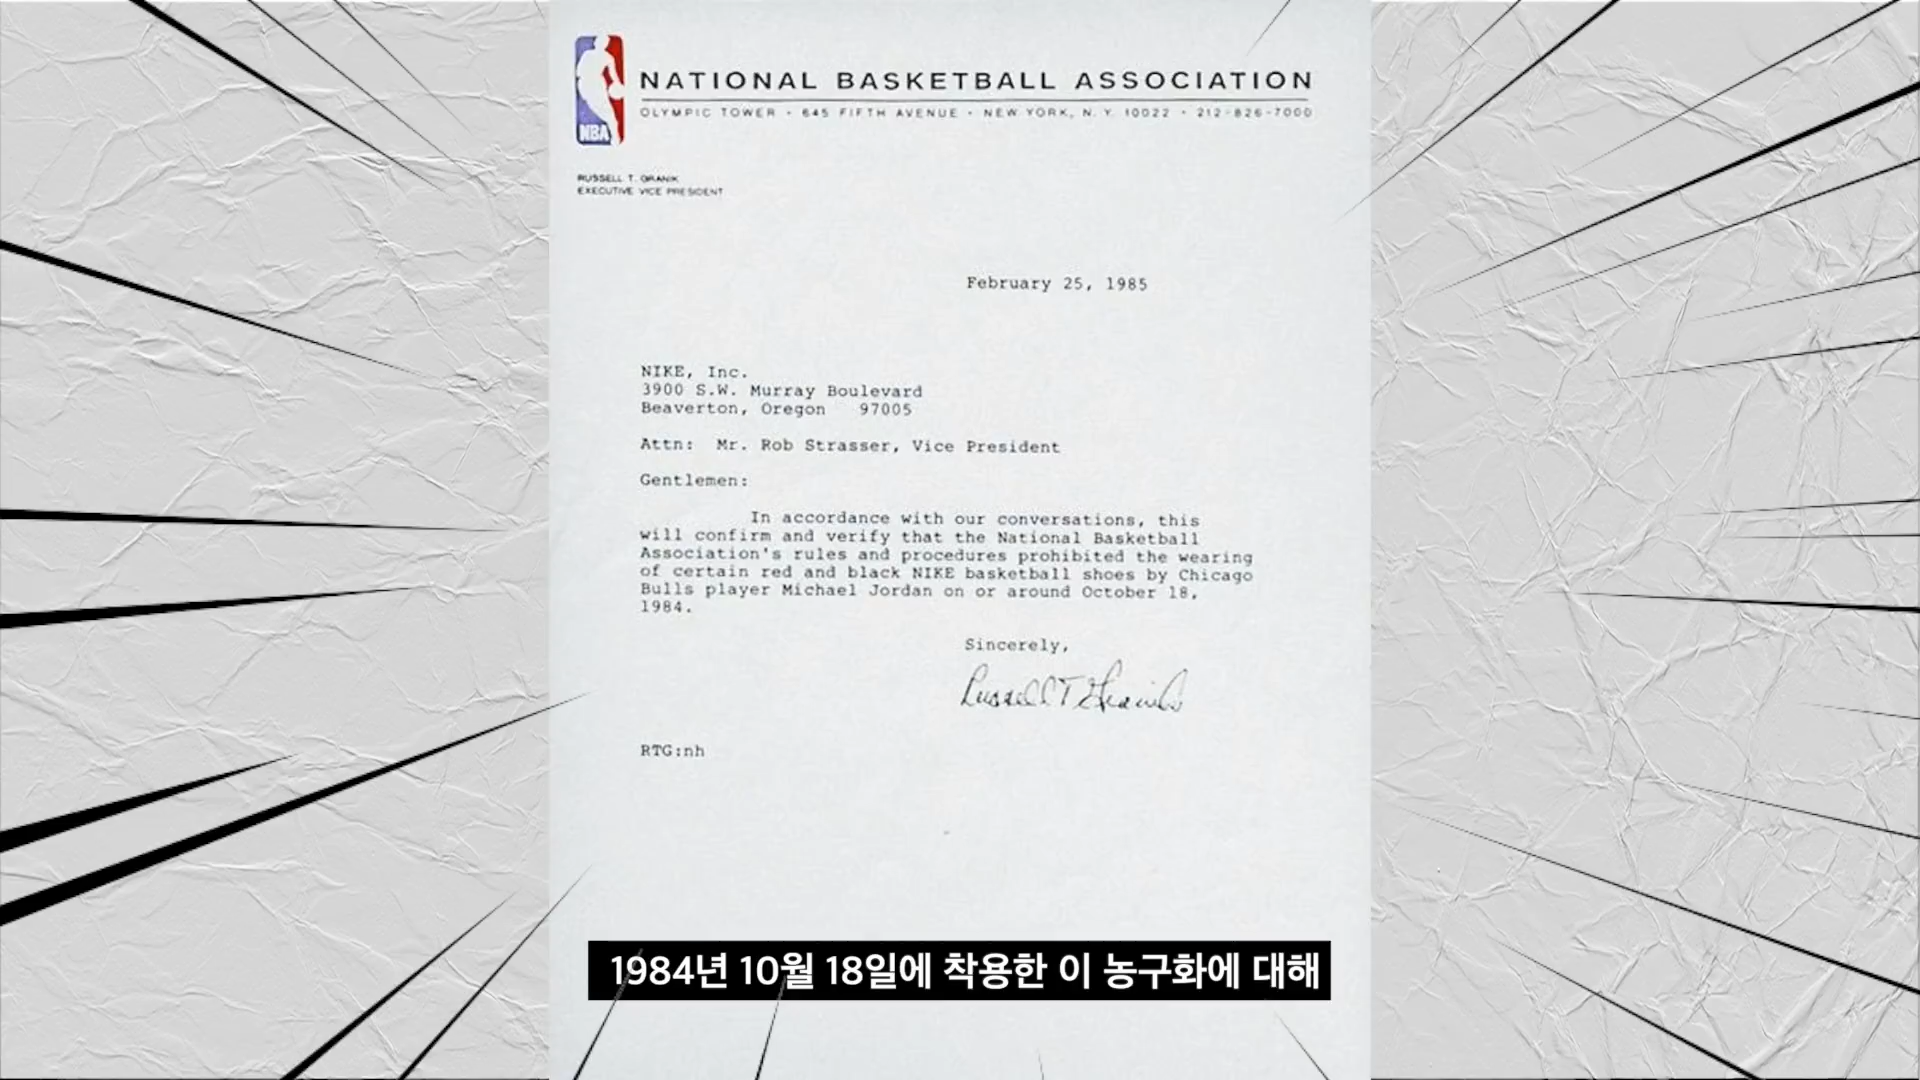 NATIONAL BASKETBALL ASSOCIATION
OLYMPIC TOWER • 645 FIFTH AVENUE • NEW YORK, N. Y. 10022 • 212-826-7000
NBA
RUSSELL T. GRANIK
EXECUTIVE VICE PRESIDENT
February 25, 1985
NIKE, Inc.
3900 S.W. Murray Boulevard
Beaverton, Oregon 97005
Attn: Mr. Rob Strasser, Vice President
Gentlemen:
In accordance with our conversations, this
will confirm and verify that the National Basketball
Association's rules and procedures prohibited the wearing
of certain red and black NIKE basketball shoes by Chicago
Bulls player Michael Jordan on or around October 18,
1984.
Sincerely,
Russell T. Granik
RTG:nh
1984년 10월 18일에 착용한 이 농구화에 대해